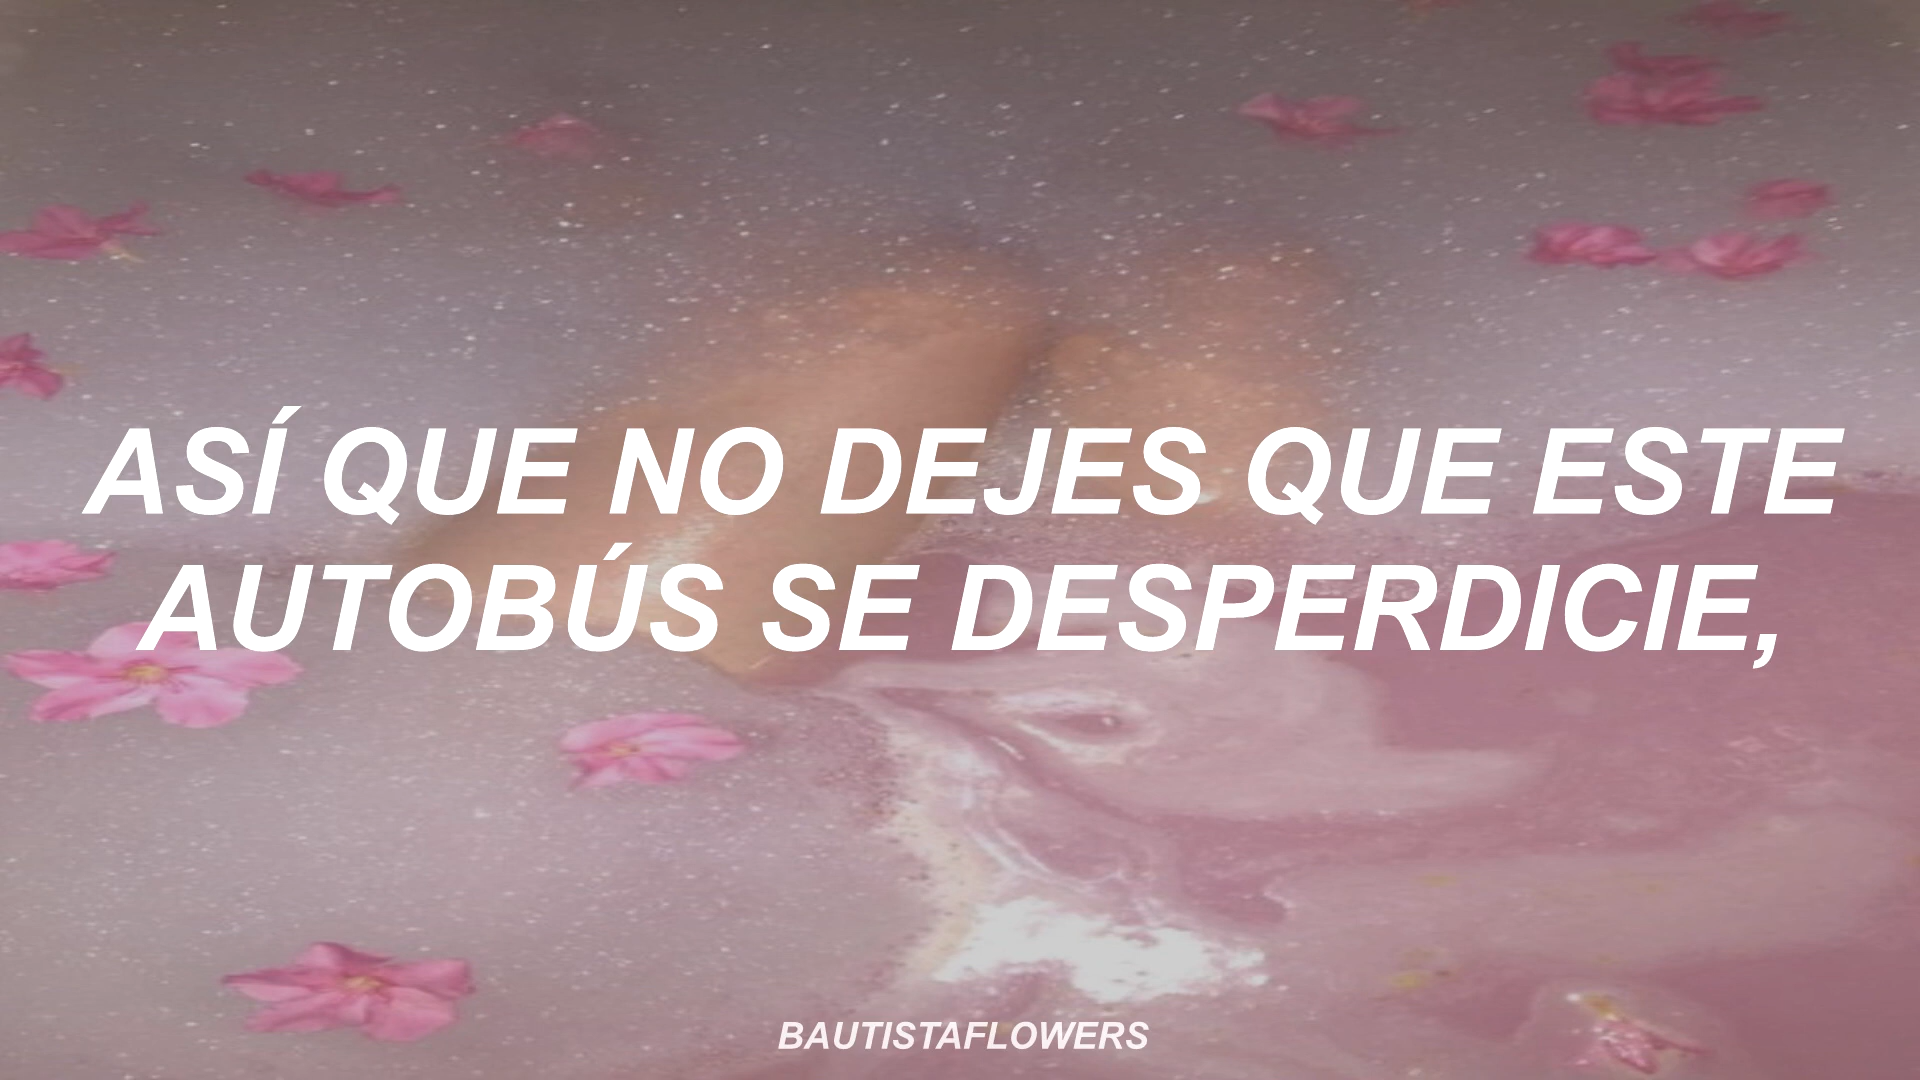 ASÍ QUE NO DEJES QUE ESTE
AUTOBÚS SE DESPERDICIE,
BAUTISTAFLOWERS